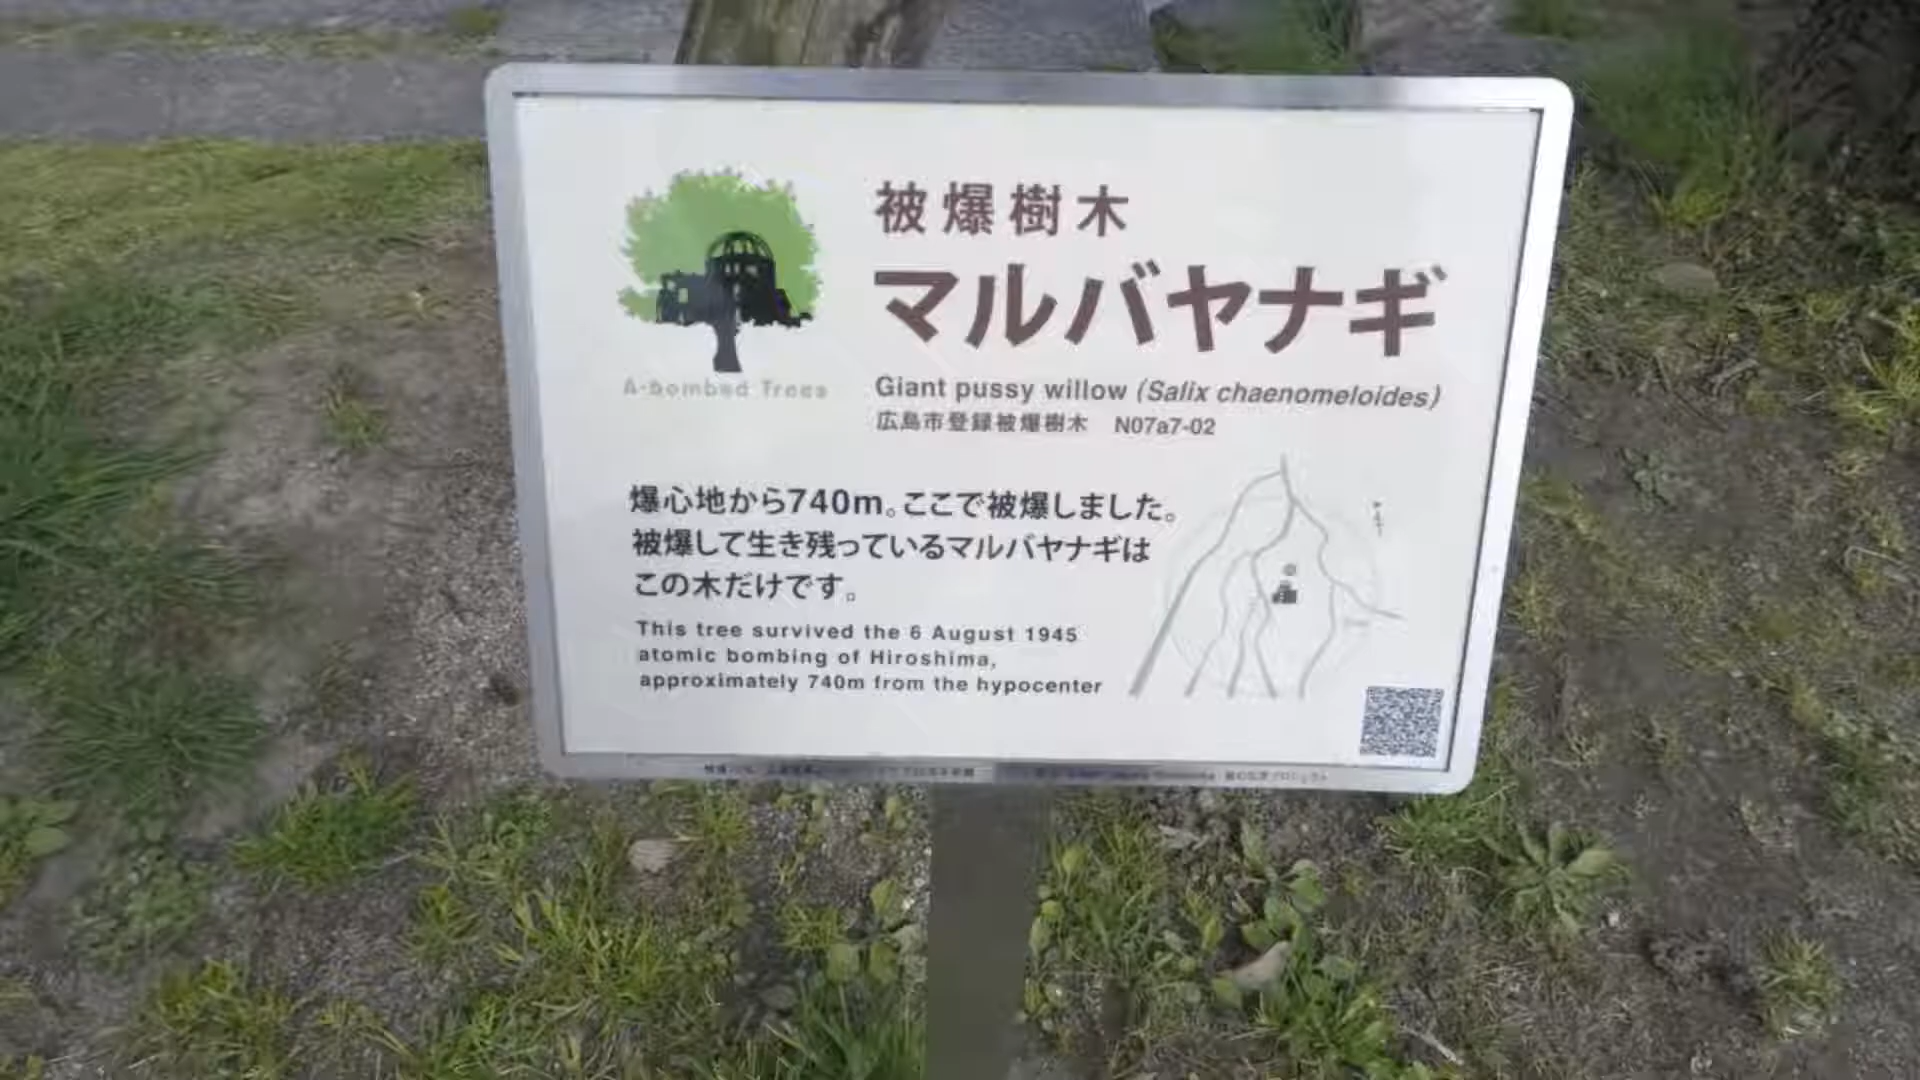 被爆樹木
マルバヤナギ
A-bombed Trees
Giant pussy willow (Salix chaenomeloides)
広島市登録被爆樹木 N07a7-02
爆心地から740m。ここで被爆しました。
被爆して生き残っているマルバヤナギは
この木だけです。
This tree survived the 6 August 1945
atomic bombing of Hiroshima,
approximately 740m from the hypocenter